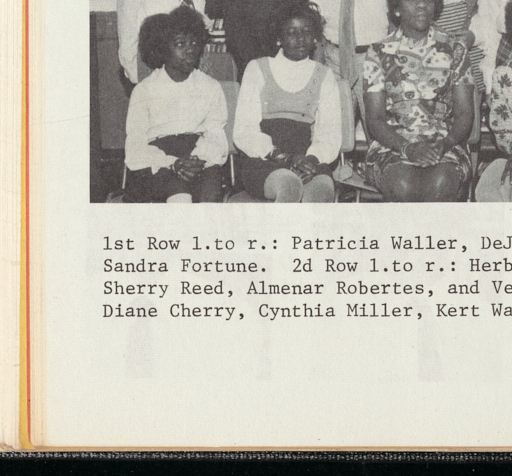 1st Row l.to r.: Patricia Waller, DeJ
Sandra Fortune.  2d Row l.to r.: Herb
Sherry Reed, Almenar Robertes, and Ve
Diane Cherry, Cynthia Miller, Kert Wa